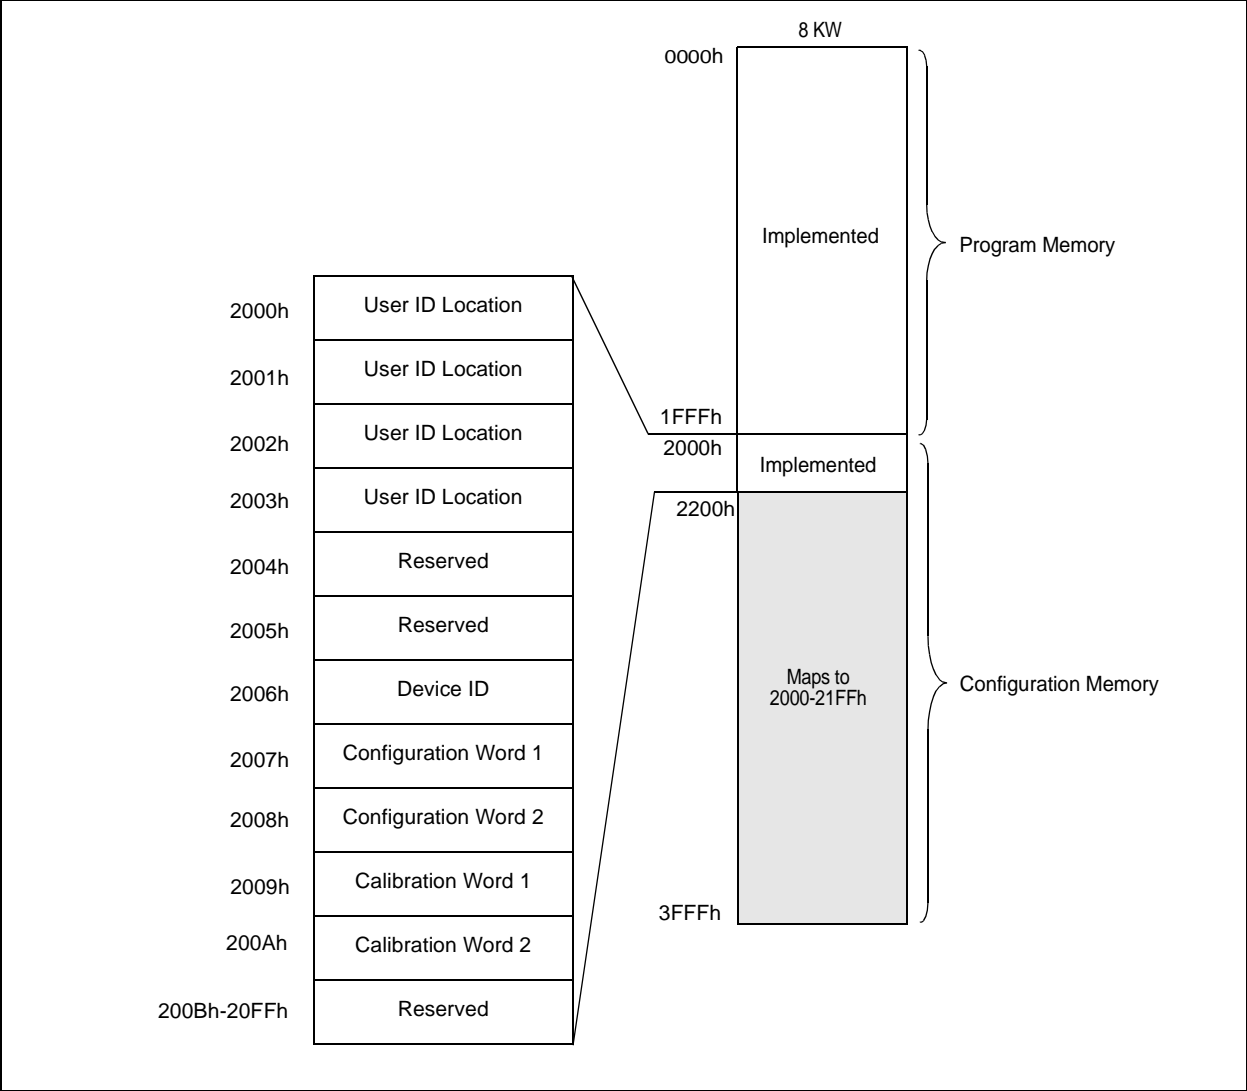 8 KW
0000h
Implemented
Program Memory
1FFFh
2000h
Implemented
2200h
Maps to
2000-21FFh
Configuration Memory
3FFFh
2000h User ID Location
2001h User ID Location
2002h User ID Location
2003h User ID Location
2004h Reserved
2005h Reserved
2006h Device ID
2007h Configuration Word 1
2008h Configuration Word 2
2009h Calibration Word 1
200Ah Calibration Word 2
200Bh-20FFh Reserved